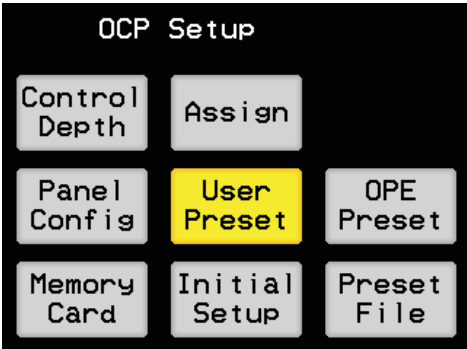 OCP Setup
Control
Depth
Assign
Panel
Config
User
Preset
OPE
Preset
Memory
Card
Initial
Setup
Preset
File